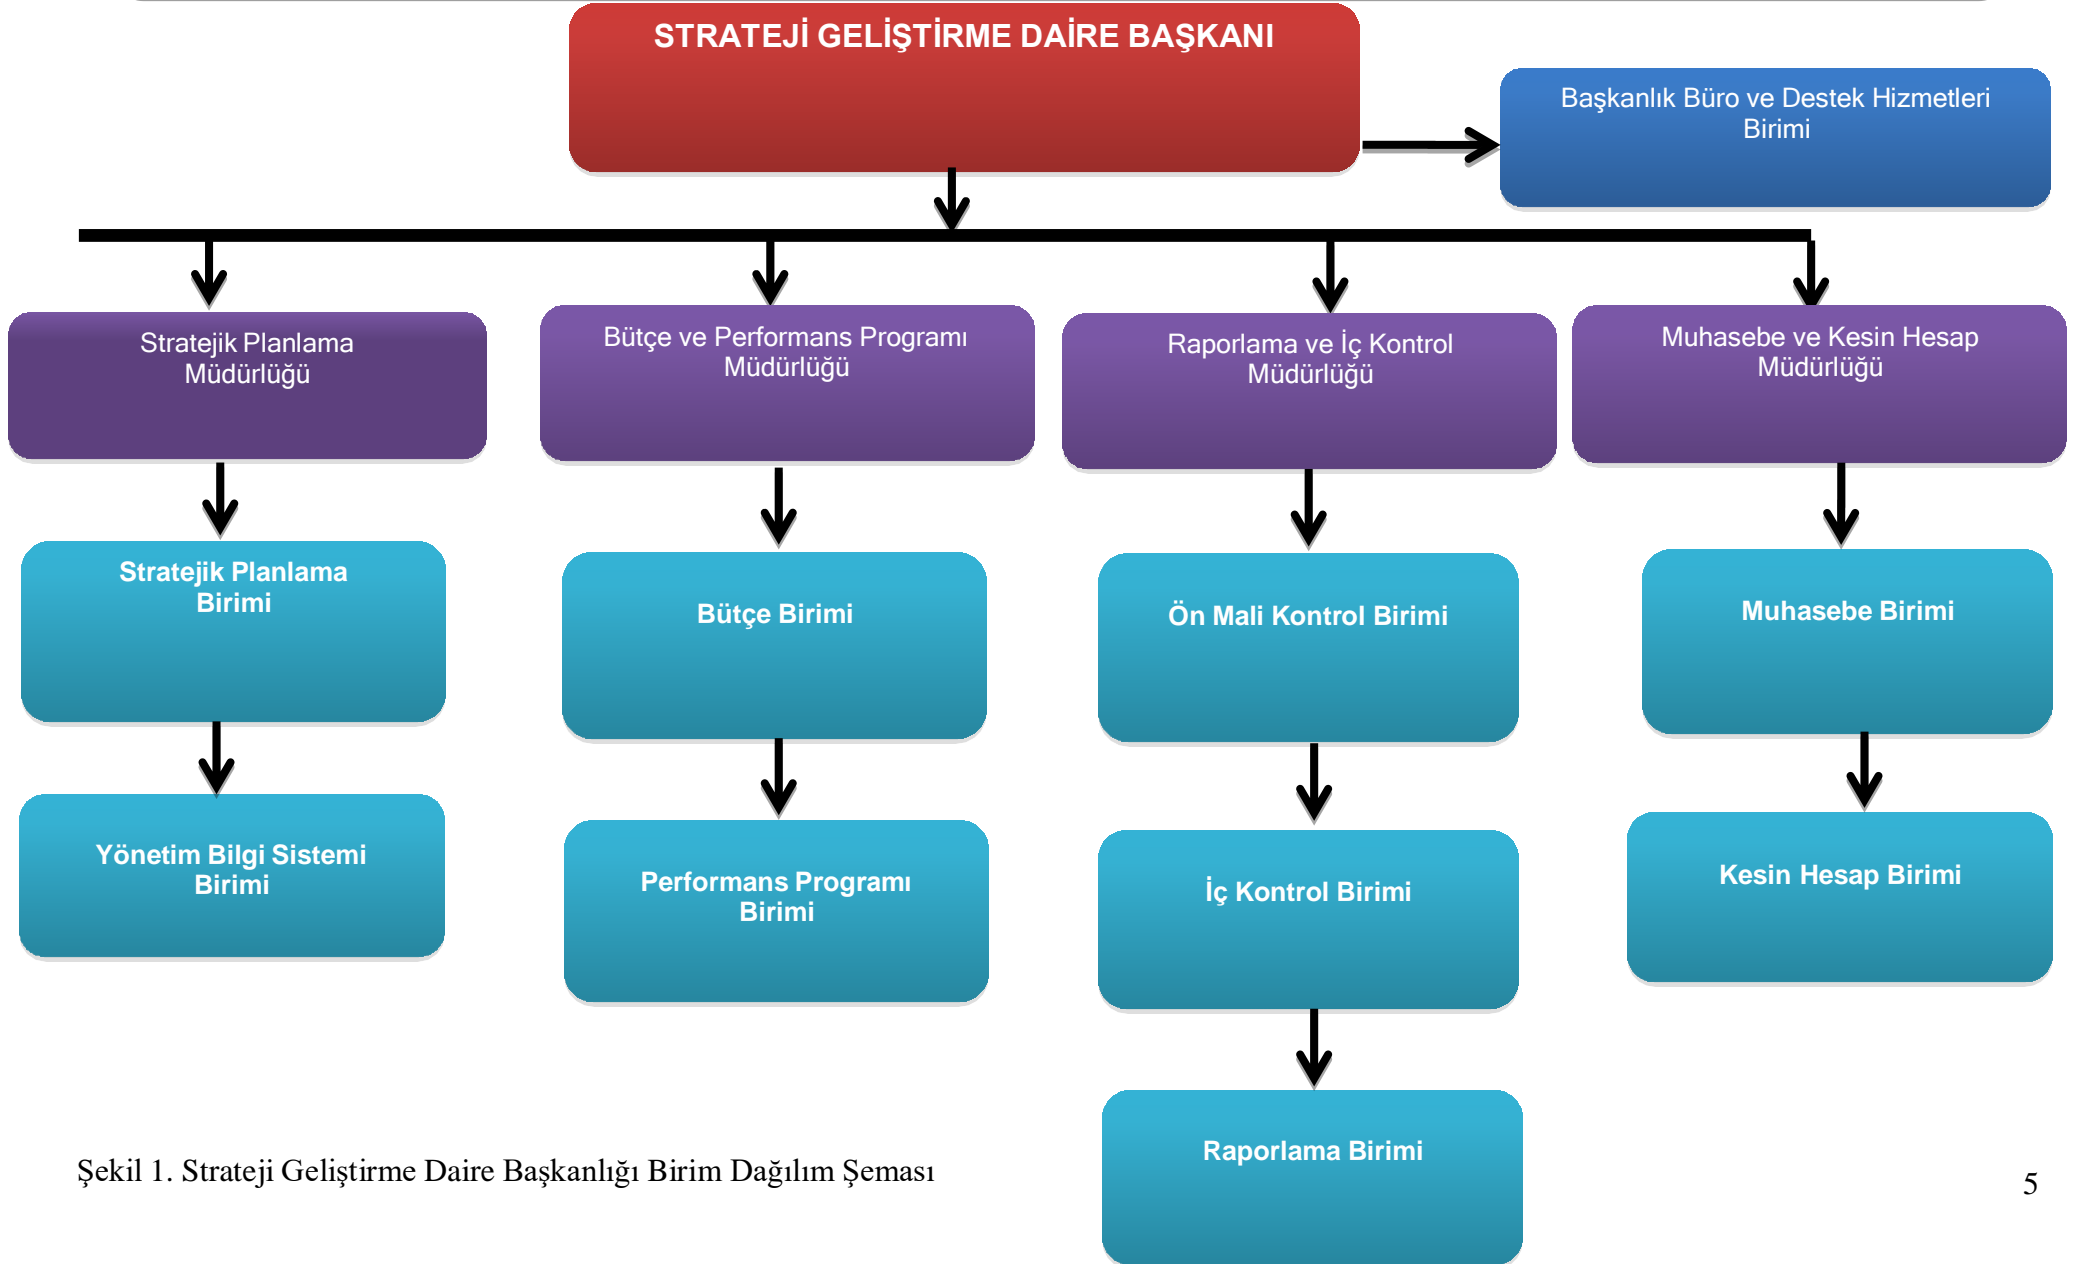 STRATEJİ GELİŞTİRME DAİRE BAŞKANI
Başkanlık Büro ve Destek Hizmetleri
Birimi
Stratejik Planlama
Müdürlüğü
Bütçe ve Performans Programı
Müdürlüğü
Raporlama ve İç Kontrol
Müdürlüğü
Muhasebe ve Kesin Hesap
Müdürlüğü
Stratejik Planlama
Birimi
Bütçe Birimi
Ön Mali Kontrol Birimi
Muhasebe Birimi
Yönetim Bilgi Sistemi
Birimi
Performans Programı
Birimi
İç Kontrol Birimi
Kesin Hesap Birimi
Raporlama Birimi
Şekil 1. Strateji Geliştirme Daire Başkanlığı Birim Dağılım Şeması
5